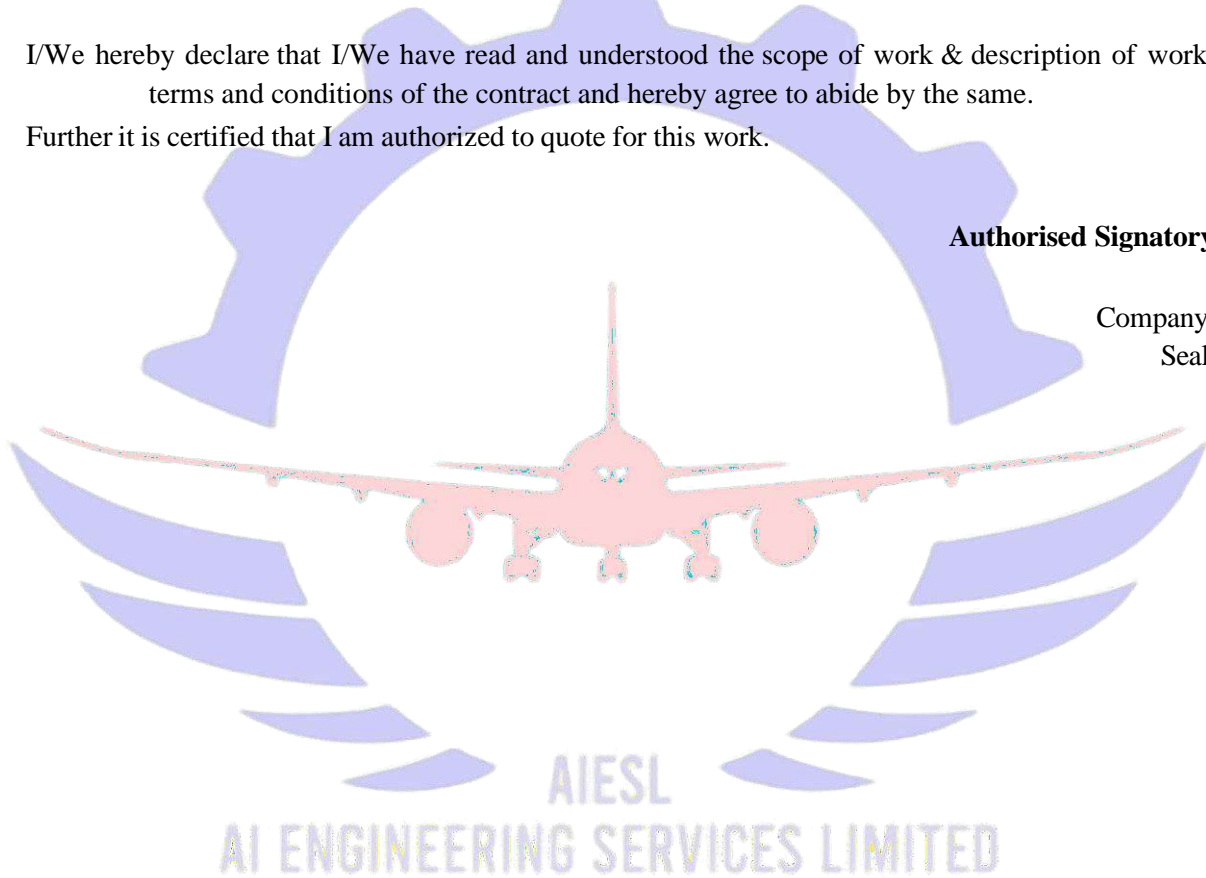 I/We hereby declare that I/We have read and understood the scope of work & description of work
terms and conditions of the contract and hereby agree to abide by the same.
Further it is certified that I am authorized to quote for this work.
Authorised Signatory
Company
Seal
AIESL
AI ENGINEERING SERVICES LIMITED